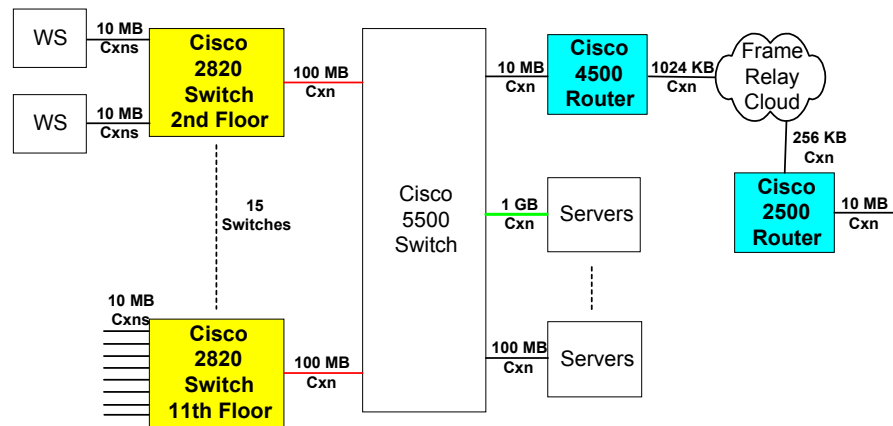 WS
10 MB
Cxns
Cisco
2820
Switch
2nd Floor
100 MB
Cxn
WS
10 MB
Cxns
15
Switches
10 MB
Cxns
Cisco
2820
Switch
11th Floor
100 MB
Cxn
Cisco
5500
Switch
10 MB
Cxn
Cisco
4500
Router
1024 KB
Cxn
Frame
Relay
Cloud
256 KB
Cxn
Cisco
2500
Router
10 MB
Cxn
1 GB
Cxn
Servers
100 MB
Cxn
Servers